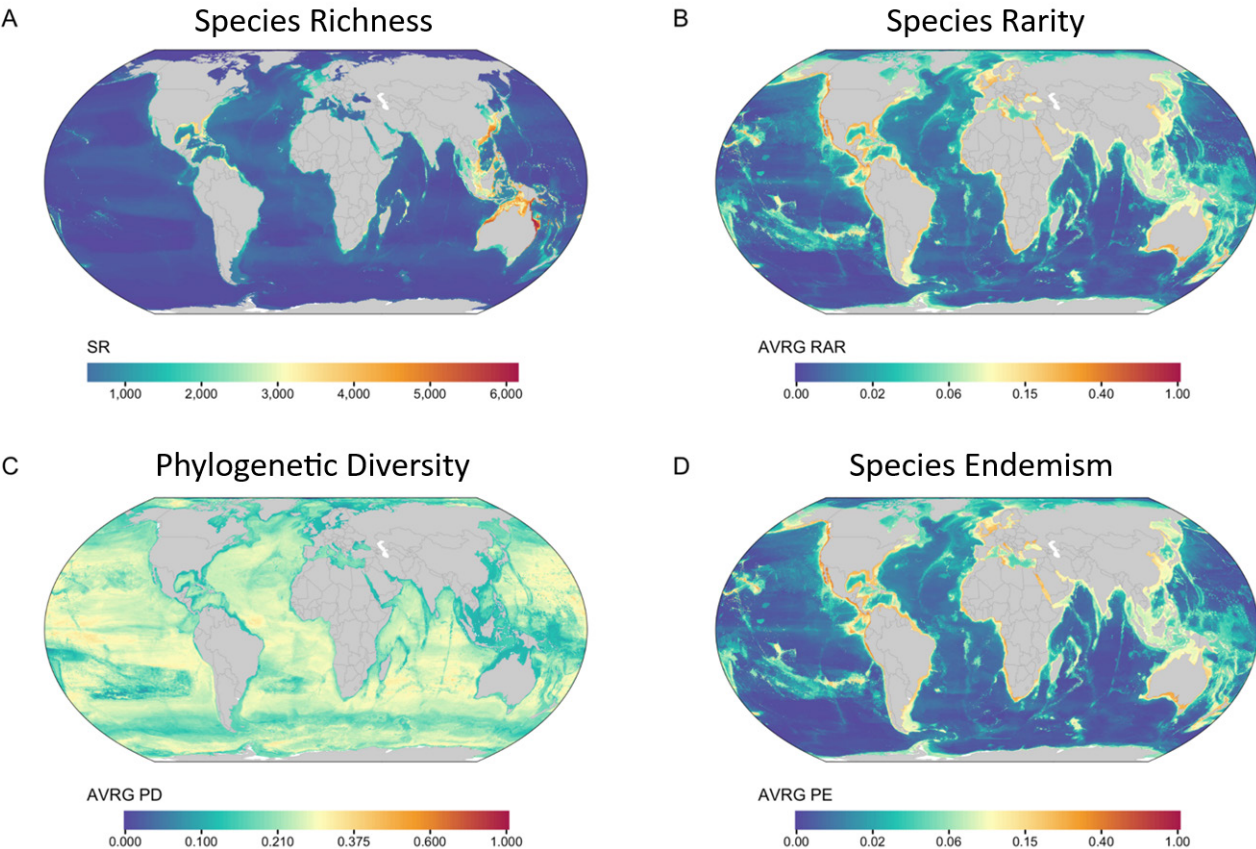 A
Species Richness
SR
1,000 2,000 3,000 4,000 5,000 6,000
B
Species Rarity
AVRG RAR
0.00 0.02 0.06 0.15 0.40 1.00
C
Phylogenetic Diversity
AVRG PD
0.000 0.100 0.210 0.375 0.600 1.000
D
Species Endemism
AVRG PE
0.00 0.02 0.06 0.15 0.40 1.00